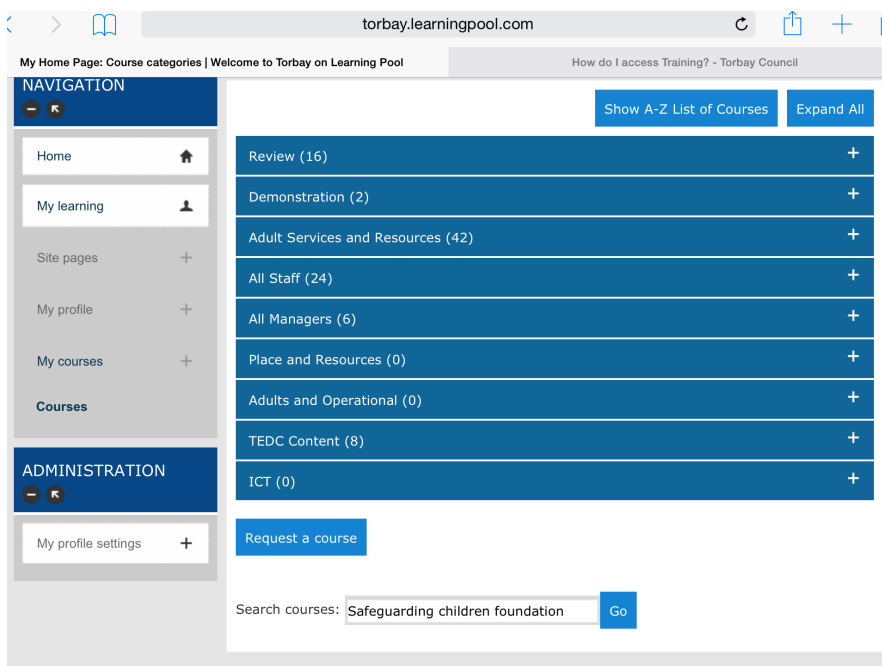 torbay.learningpool.com
My Home Page: Course categories | Welcome to Torbay on Learning Pool
How do I access Training? - Torbay Council
NAVIGATION
Home
My learning
Site pages
My profile
My courses
Courses
ADMINISTRATION
My profile settings
Show A-Z List of Courses
Expand All
Review (16)
Demonstration (2)
Adult Services and Resources (42)
All Staff (24)
All Managers (6)
Place and Resources (0)
Adults and Operational (0)
TEDC Content (8)
ICT (0)
Request a course
Search courses: Safeguarding children foundation Go